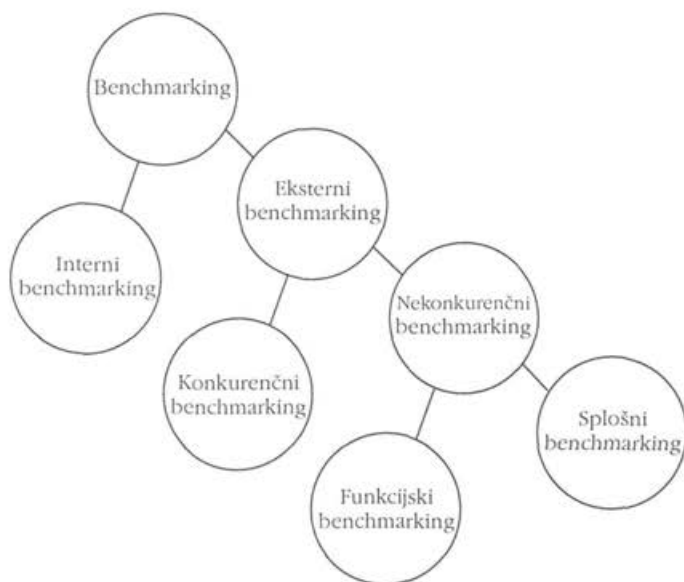 Benchmarking
Eksterni
benchmarking
Interni
benchmarking
Nekonkurenčni
benchmarking
Konkurenčni
benchmarking
Splošni
benchmarking
Funkcijski
benchmarking